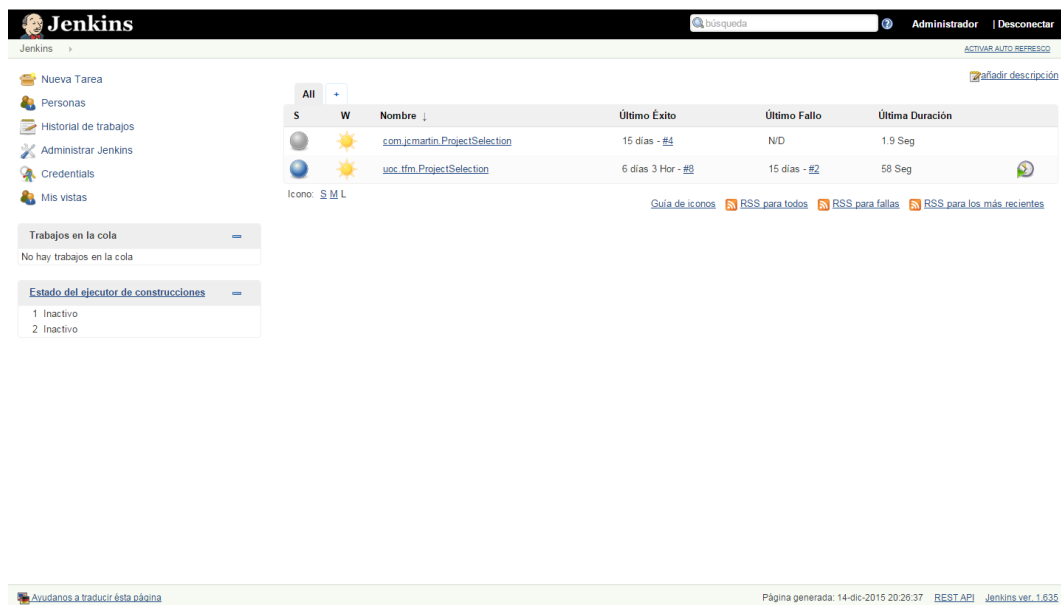 Jenkins
búsqueda
Administrador | Desconectar
Jenkins
ACTIVAR AUTO REFRESCO
Nueva Tarea
Personas
Historial de trabajos
Administrar Jenkins
Credentials
Mis vistas
Trabajos en la cola
No hay trabajos en la cola
Estado del ejecutor de construcciones
1 Inactivo
2 Inactivo
añadir descripción
All +
S W Nombre ↓ Último Éxito Último Fallo Última Duración
com.jcmartin.ProjectSelection 15 días - #4 N/D 1.9 Seg
uoc.tfm.ProjectSelection 6 días 3 Hor - #8 15 días - #2 58 Seg
Icono: S M L
Guía de iconos RSS para todos RSS para fallas RSS para los más recientes
Ayudanos a traducir ésta página
Página generada: 14-dic-2015 20:26:37 REST API Jenkins ver. 1.635